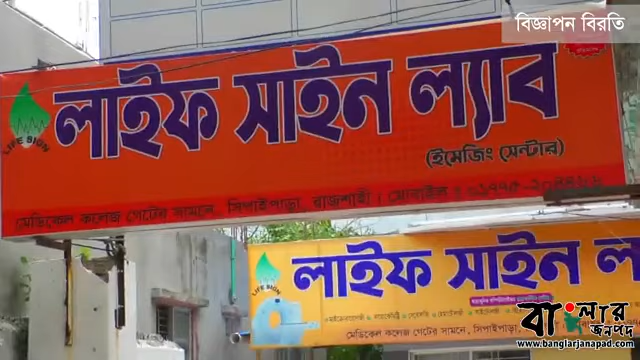 বিজ্ঞাপন বিরতি
লাইফ সাইন ল্যাব
LIFE SIGN
(ইমেজিং সেন্টার)
মেডিকেল কলেজ গেটের সামনে, সিপাইপাড়া, রাজশাহী। মোবাইল :
লাইফ সাইন ল
LIFE SIGN
মেডিকেল কলেজ গেটের সামনে, সিপাইপাড়া
বাংলার
জনপদ
www.banglarjanapad.com